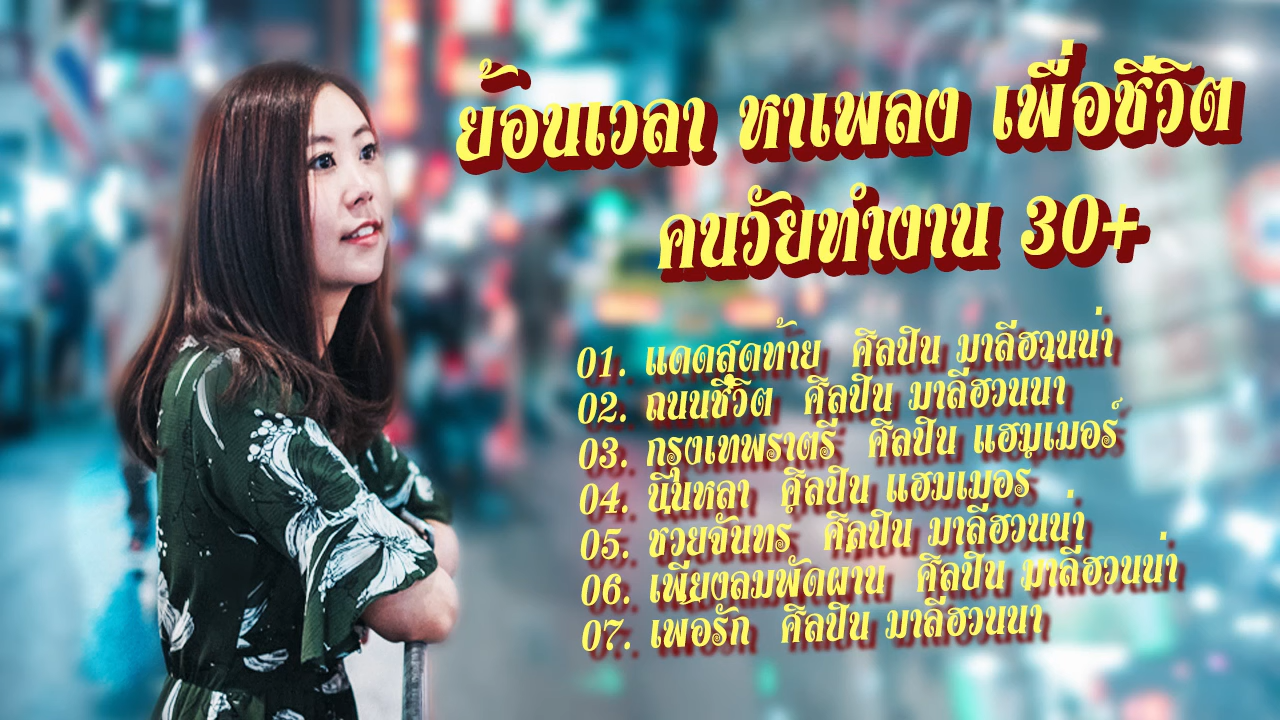 ย้อนเวลา หาเพลง เพื่อชีวิต
คนวัยทำงาน 30+
01. แดดสุดท้าย ศิลปิน มาลีฮวนน่า
02. ถนนชีวิต ศิลปิน มาลีฮวนนา
03. กรุงเทพราตรี ศิลปิน แฮมเมอร์
04. ศิลปิน แฮมเมอร
05. ชวยจันทร์ ศิลปิน มาลีฮวนน่า
06. เพียงลมพัดผ่าน ศิลปิน มาลีฮวนน่า
07. เพื่อรัก ศิลปิน มาลีฮวนนา